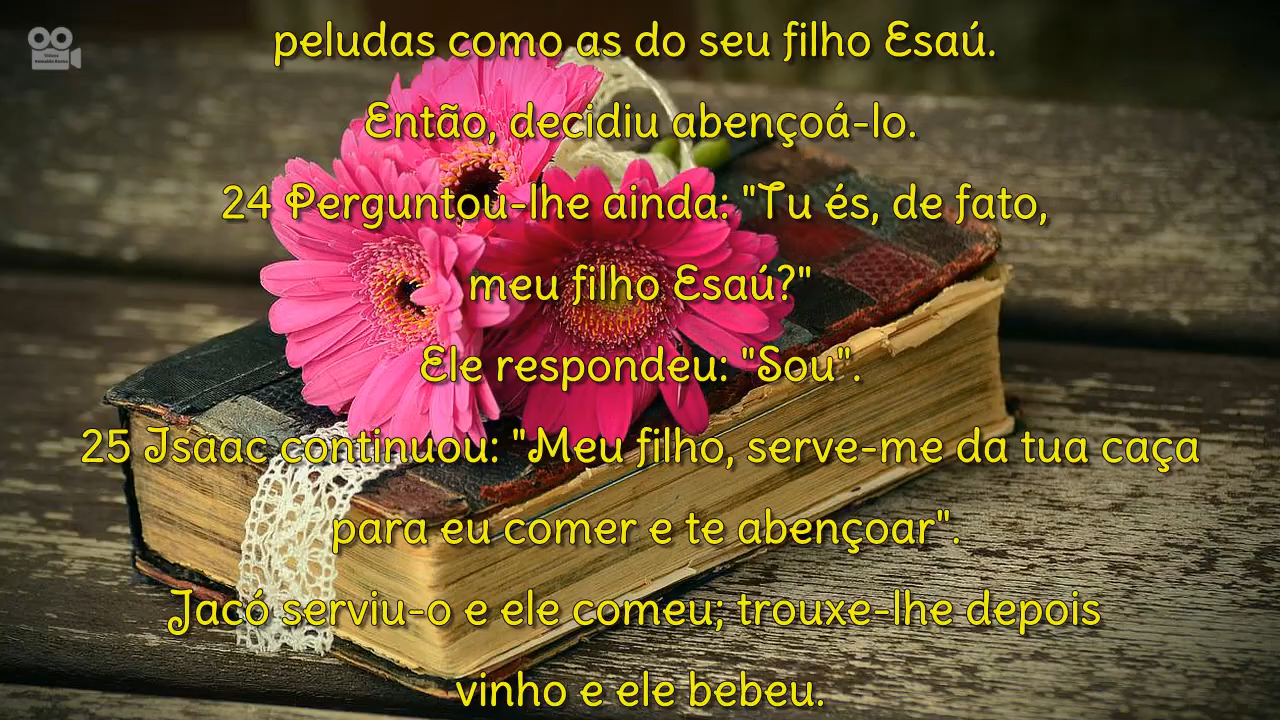 peludas como as do seu filho Esaú.
Então, decidiu abençoá-lo.
24 Perguntou-lhe ainda: "Tu és, de fato,
meu filho Esaú?"
Ele respondeu: "Sou".
25 Isaac continuou: "Meu filho, serve-me da tua caça
para eu comer e te abençoar".
Jacó serviu-o e ele comeu; trouxe-lhe depois
vinho e ele bebeu.